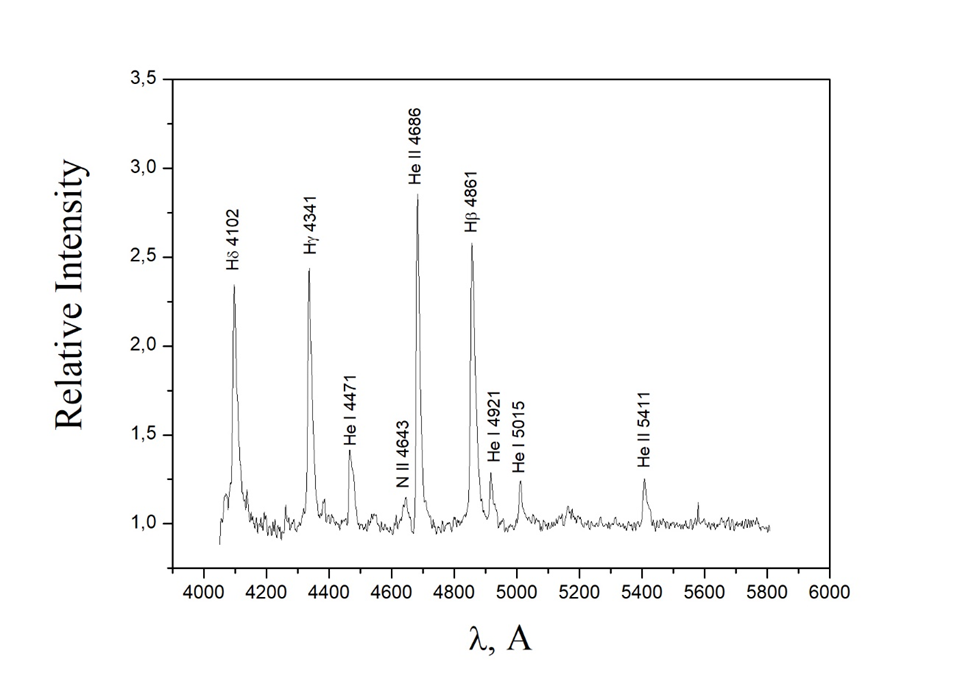 3,5
3,0
2,5
2,0
1,5
1,0
Relative Intensity
Hδ 4102
Hγ 4341
He I 4471
N II 4643
He II 4686
Hβ 4861
He I 4921
He I 5015
He II 5411
4000 4200 4400 4600 4800 5000 5200 5400 5600 5800 6000
λ, A